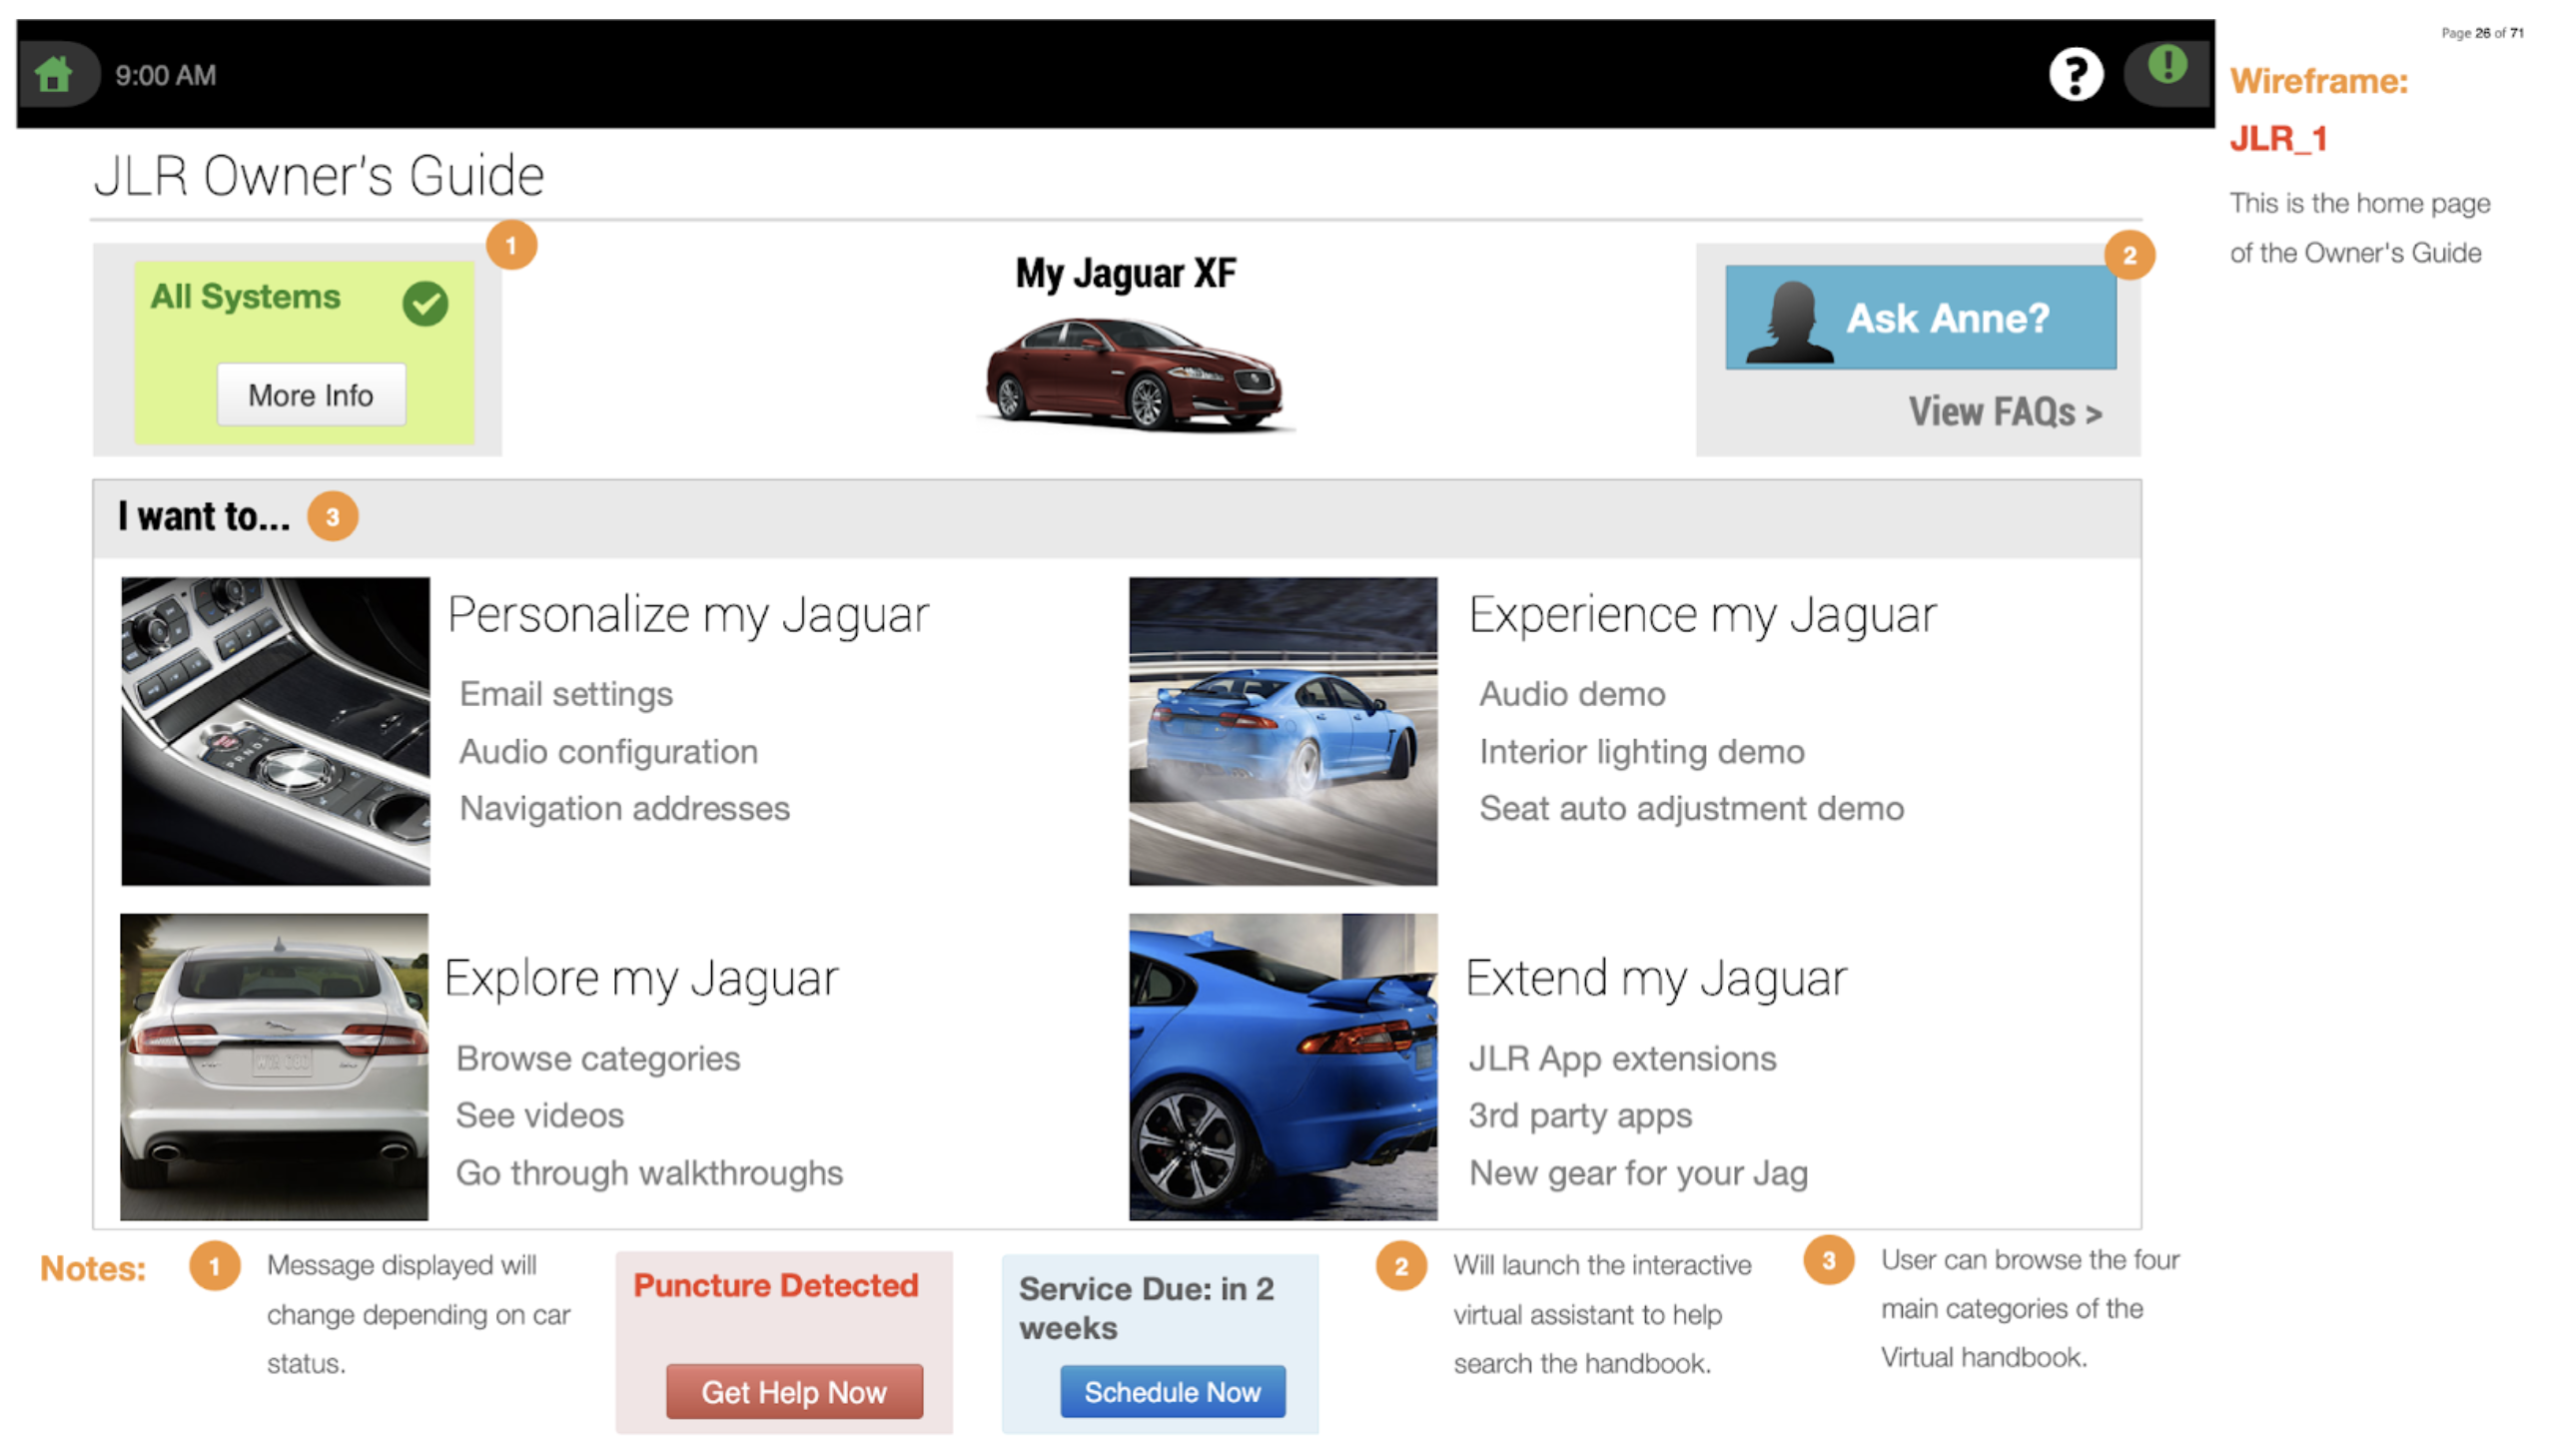 Page 26 of 71
9:00 AM
?
!
Wireframe:
JLR_1
This is the home page
of the Owner's Guide
JLR Owner's Guide
1
All Systems
More Info
My Jaguar XF
2
Ask Anne?
View FAQs >
I want to...
3
Personalize my Jaguar
Email settings
Audio configuration
Navigation addresses
Experience my Jaguar
Audio demo
Interior lighting demo
Seat auto adjustment demo
Explore my Jaguar
Browse categories
See videos
Go through walkthroughs
Extend my Jaguar
JLR App extensions
3rd party apps
New gear for your Jag
Notes:
1
Message displayed will
change depending on car
status.
Puncture Detected
Get Help Now
Service Due: in 2
weeks
Schedule Now
2
Will launch the interactive
virtual assistant to help
search the handbook.
3
User can browse the four
main categories of the
Virtual handbook.